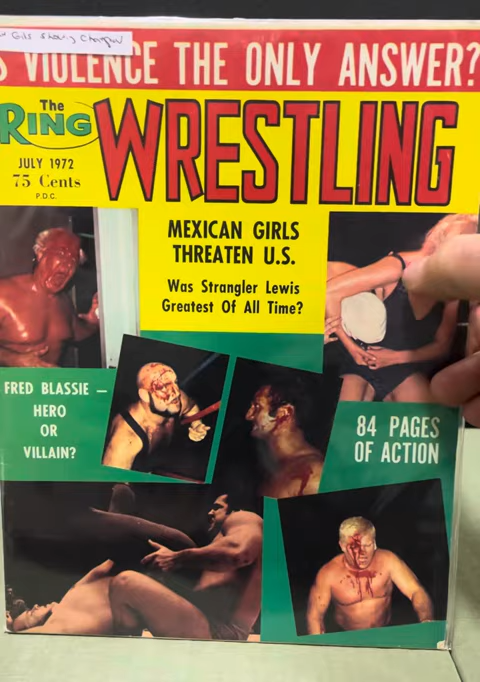 VIOLENCE THE ONLY ANSWER?
The
RING
WRESTLING
JULY 1972
75 Cents
P.D.C.
MEXICAN GIRLS
THREATEN U.S.
Was Strangler Lewis
Greatest Of All Time?
FRED BLASSIE —
HERO
OR
VILLAIN?
84 PAGES
OF ACTION